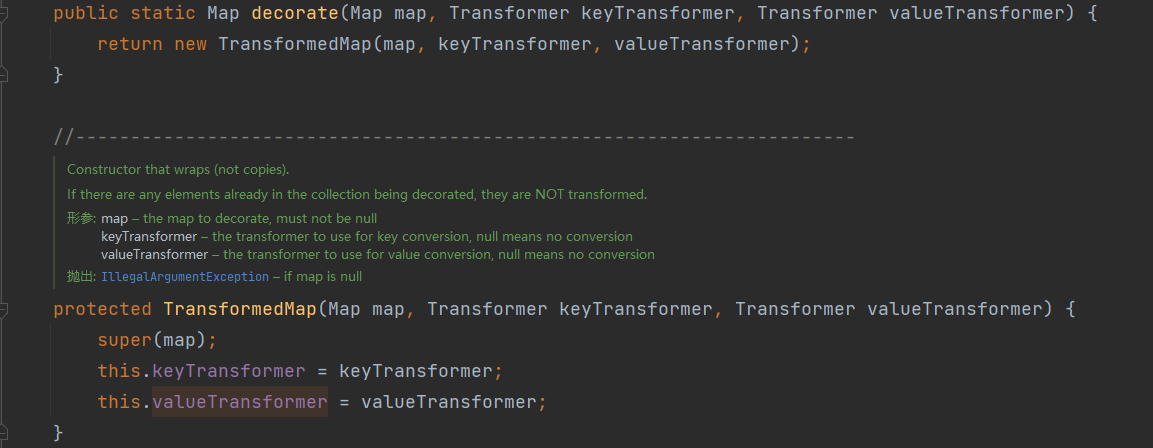 public static Map decorate(Map map, Transformer keyTransformer, Transformer valueTransformer) {
return new TransformedMap(map, keyTransformer, valueTransformer);
}
//-----------------------------------------------------------------------
Constructor that wraps (not copies).
If there are any elements already in the collection being decorated, they are NOT transformed.
形参: map – the map to decorate, must not be null
keyTransformer – the transformer to use for key conversion, null means no conversion
valueTransformer – the transformer to use for value conversion, null means no conversion
抛出: IllegalArgumentException – if map is null
protected TransformedMap(Map map, Transformer keyTransformer, Transformer valueTransformer) {
super(map);
this.keyTransformer = keyTransformer;
this.valueTransformer = valueTransformer;
}